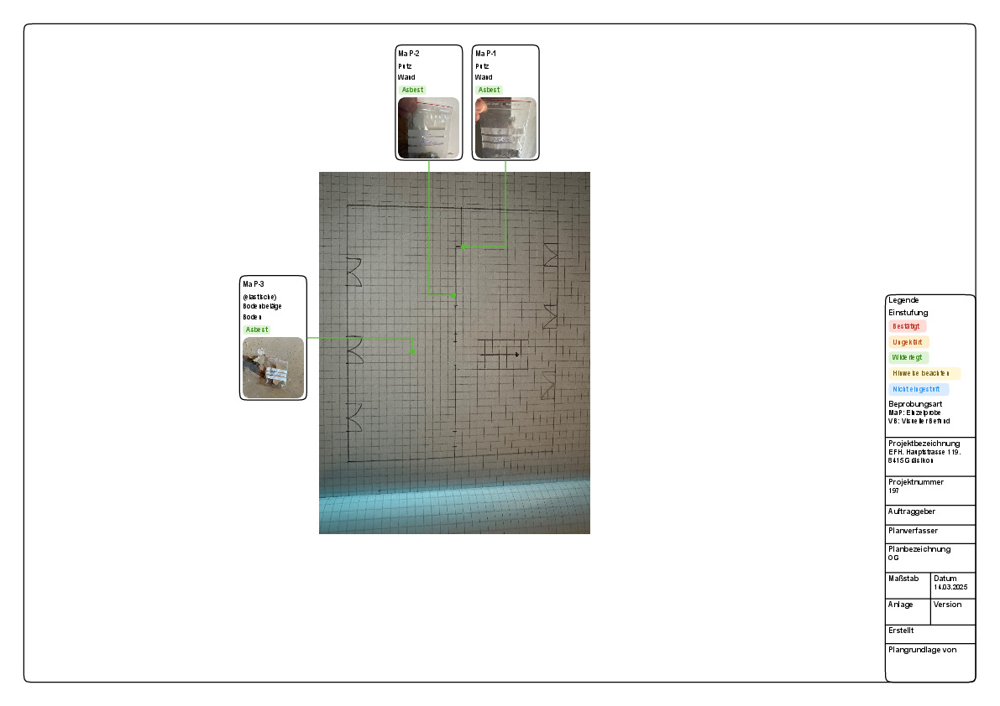 MaP-2
Putz
Wand
Asbest
MaP-1
Putz
Wand
Asbest
MaP-3
(elastische)
Bodenbeläge
Boden
Asbest
Legende
Einstufung
Bestätigt
Ungeklärt
Widerlegt
Hinweise beachten
Nicht eingestuft
Beprobungsart
MaP: Einzelprobe
VB: Visueller Befund
Projektbezeichnung
EFH. Hauptstrasse 119.
8415 Gräslikon
Projektnummer
197
Auftraggeber
Planverfasser
Planbezeichnung
OG
Maßstab
Datum
14.03.2025
Anlage
Version
Erstellt
Plangrundlage von